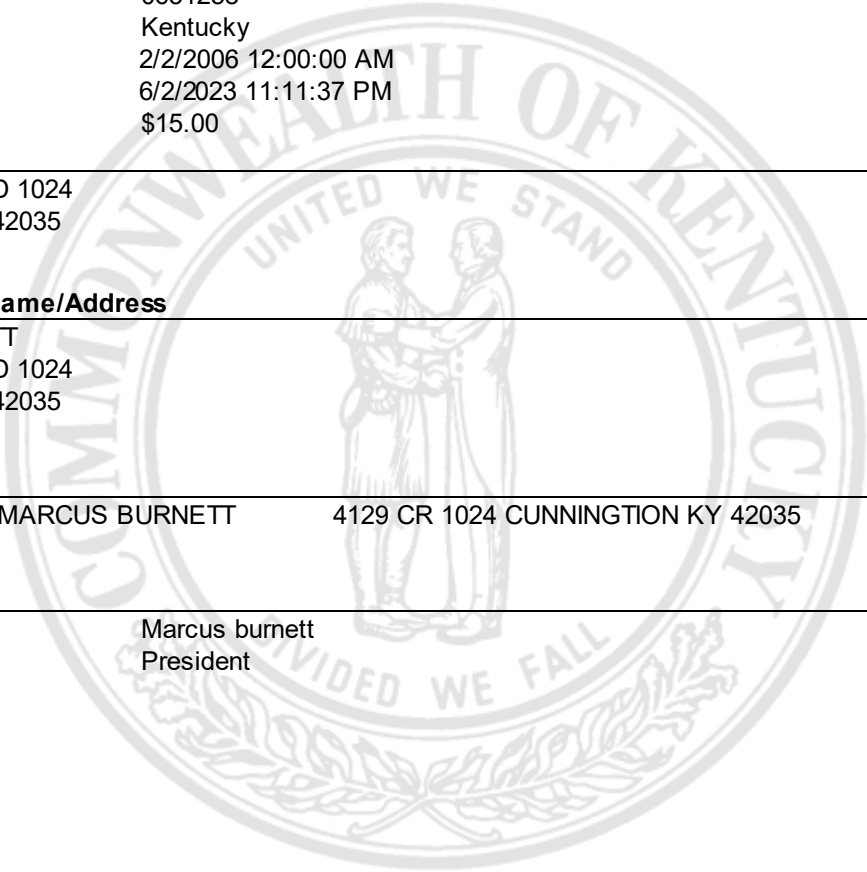 Kentucky
2/2/2006 12:00:00 AM
6/2/2023 11:11:37 PM
$15.00
1024
42035
ame/Address
TT
1024
42035
MARCUS BURNETT 4129 CR 1024 CUNNINGTION KY 42035
Marcus burnett
President
COMMONWEALTH OF KENTUCKY
UNITED WE STAND
DIVIDED WE FALL